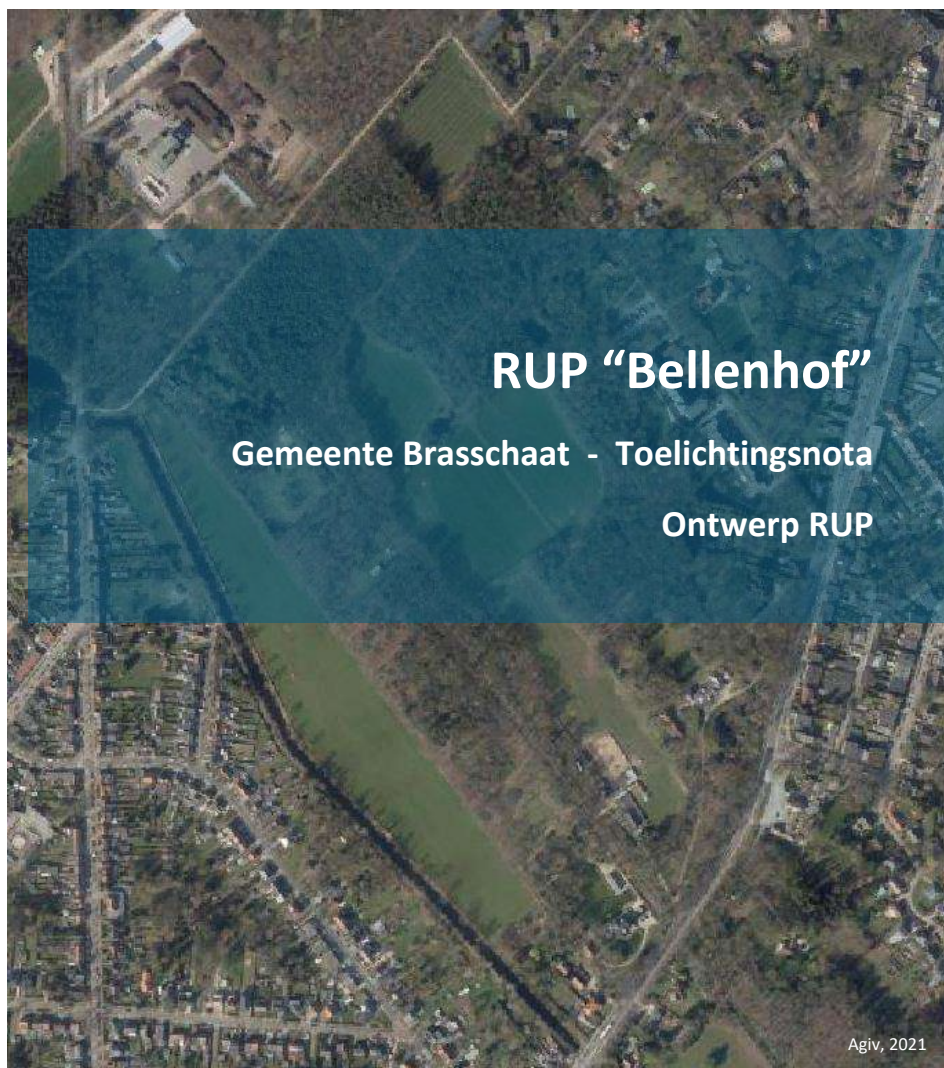 RUP “Bellenhof”
Gemeente Brasschaat - Toelichtingsnota
Ontwerp RUP
Agiv, 2021